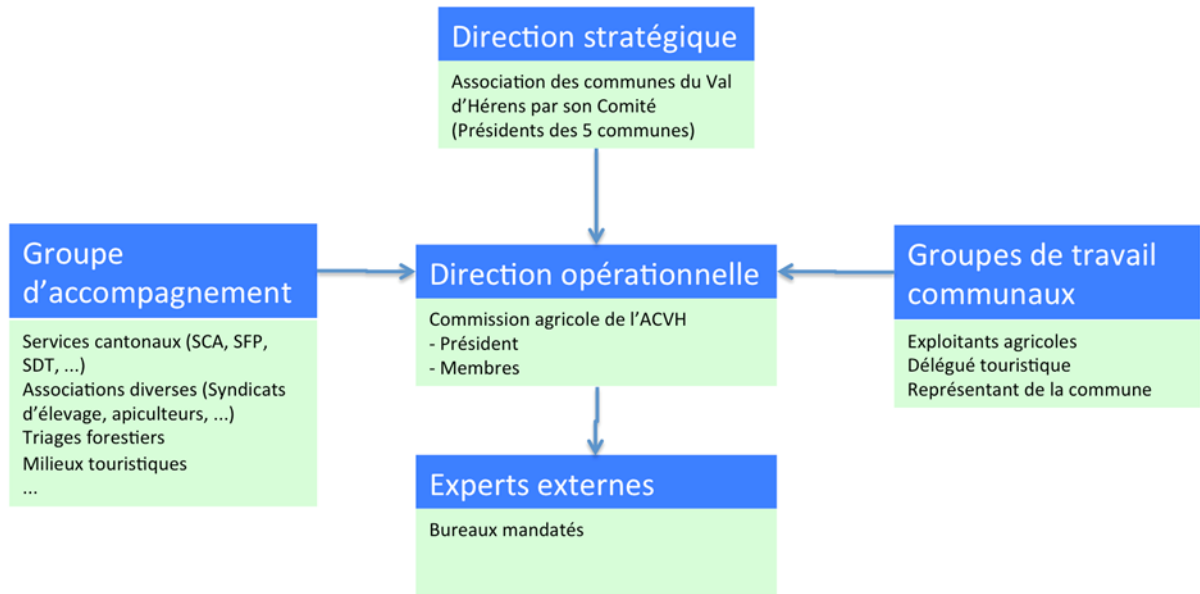 Direction stratégique
Association des communes du Val
d’Hérens par son Comité
(Présidents des 5 communes)
Groupe
d’accompagnement
Services cantonaux (SCA, SFP,
SDT, ...)
Associations diverses (Syndicats
d’élevage, apiculteurs, ...)
Triages forestiers
Milieux touristiques
...
Direction opérationnelle
Commission agricole de l’ACVH
- Président
- Membres
Groupes de travail
communaux
Exploitants agricoles
Délégué touristique
Représentant de la commune
Experts externes
Bureaux mandatés